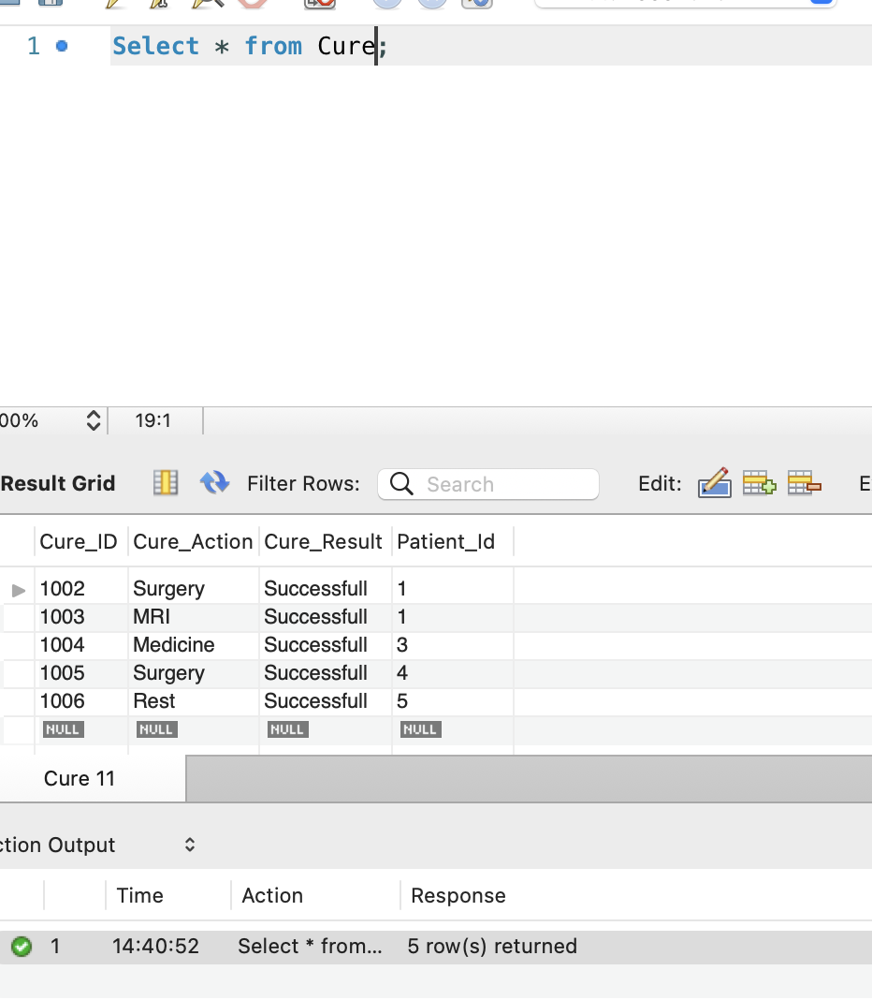 1 Select * from Cure;
00% 19:1
Result Grid Filter Rows: Search Edit: E
Cure_ID Cure_Action Cure_Result Patient_Id
1002 Surgery Successfull 1
1003 MRI Successfull 1
1004 Medicine Successfull 3
1005 Surgery Successfull 4
1006 Rest Successfull 5
NULL NULL NULL NULL
Cure 11
ction Output
Time Action Response
1 14:40:52 Select * from... 5 row(s) returned